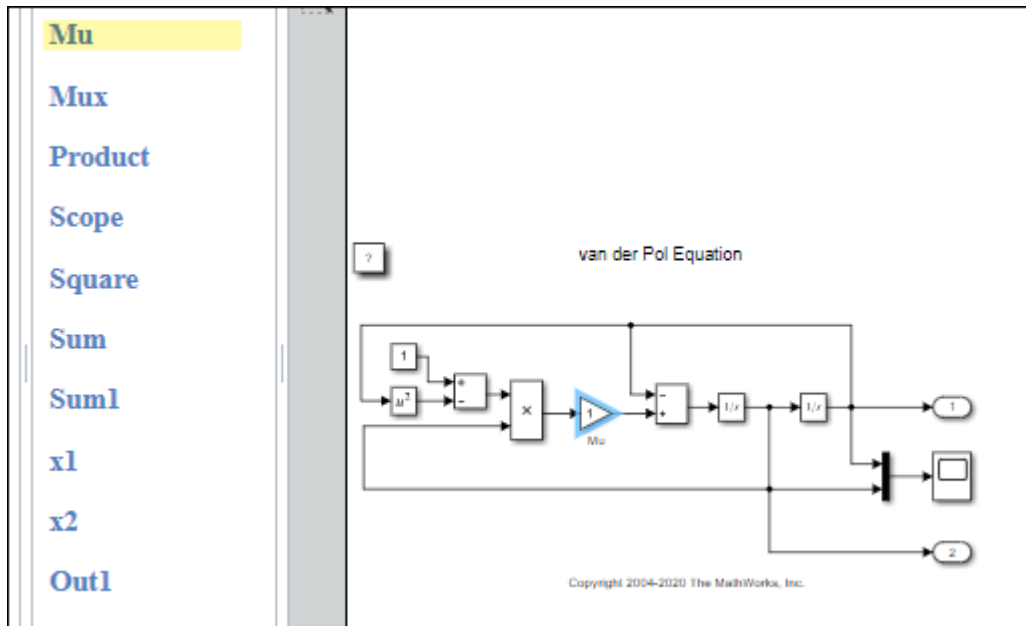 Mu
Mux
Product
Scope
Square
Sum
Sum1
x1
x2
Out1
?
van der Pol Equation
1
+
−
u²
×
1
Mu
−
+
1/s
1/s
1
2
Copyright 2004-2020 The MathWorks, Inc.